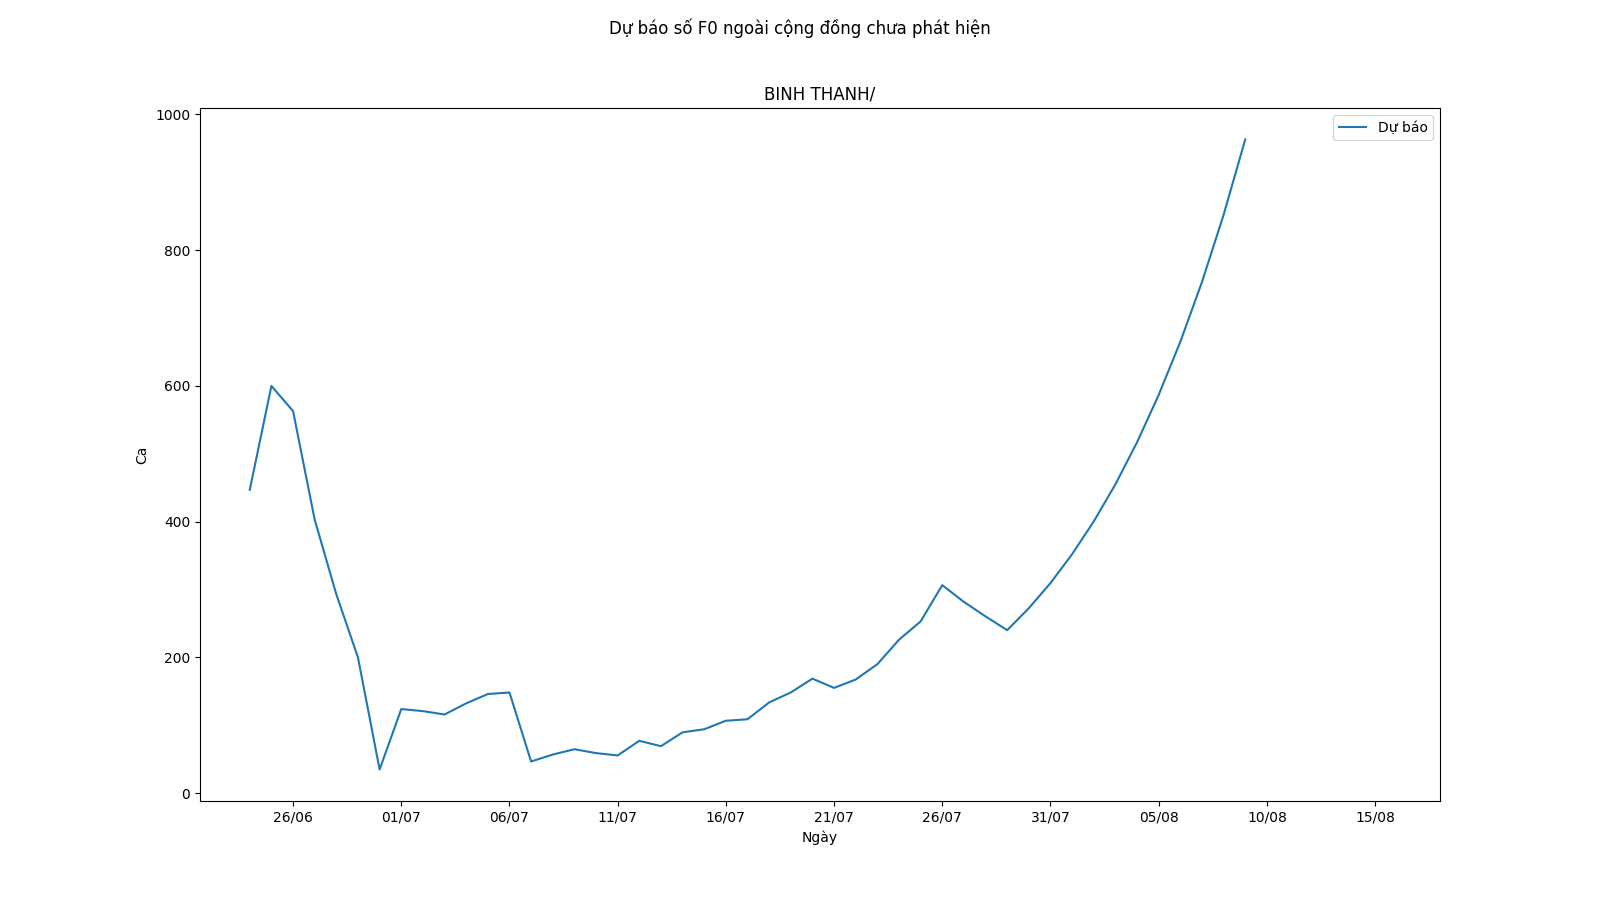 Dự báo số F0 ngoài cộng đồng chưa phát hiện
BINH THANH/
Dự báo
1000
800
600
400
200
0
Ca
26/06 01/07 06/07 11/07 16/07 21/07 26/07 31/07 05/08 10/08 15/08
Ngày